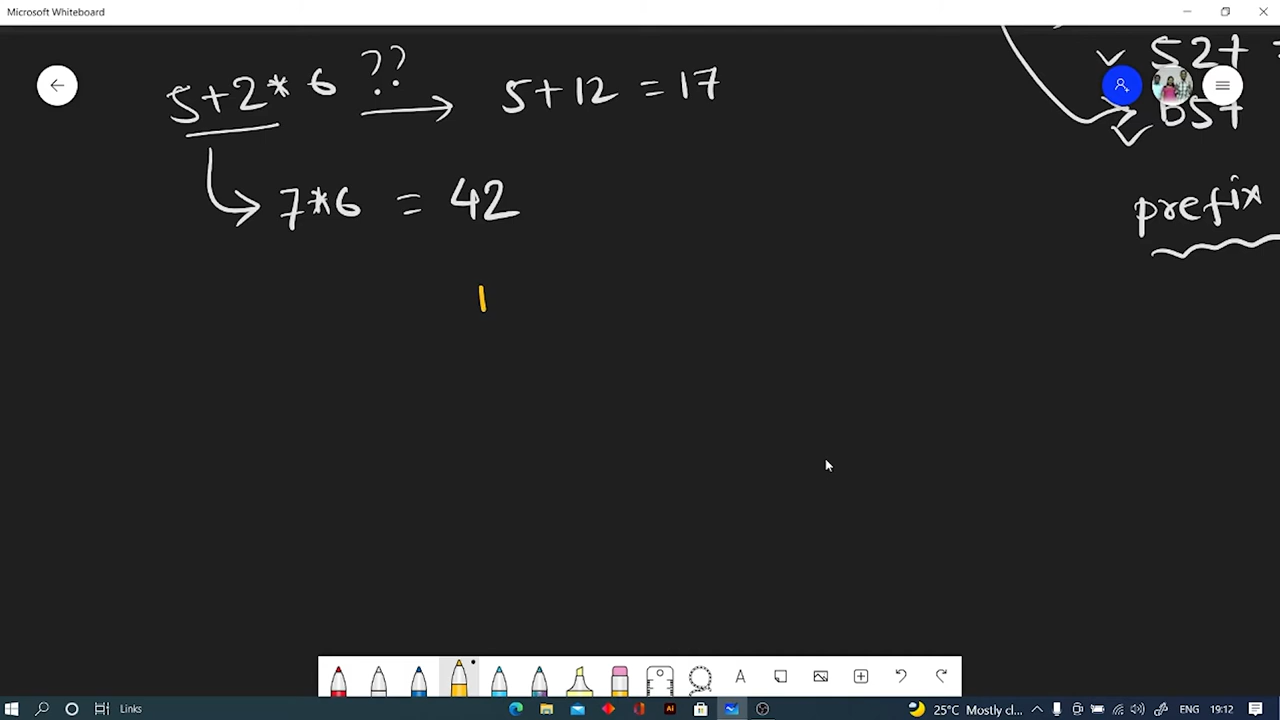 Microsoft Whiteboard
5+2*6 ?? → 5+12 = 17
52+
65+
7*6 = 42
prefix
A
Links
25°C Mostly cl... ENG 19:12